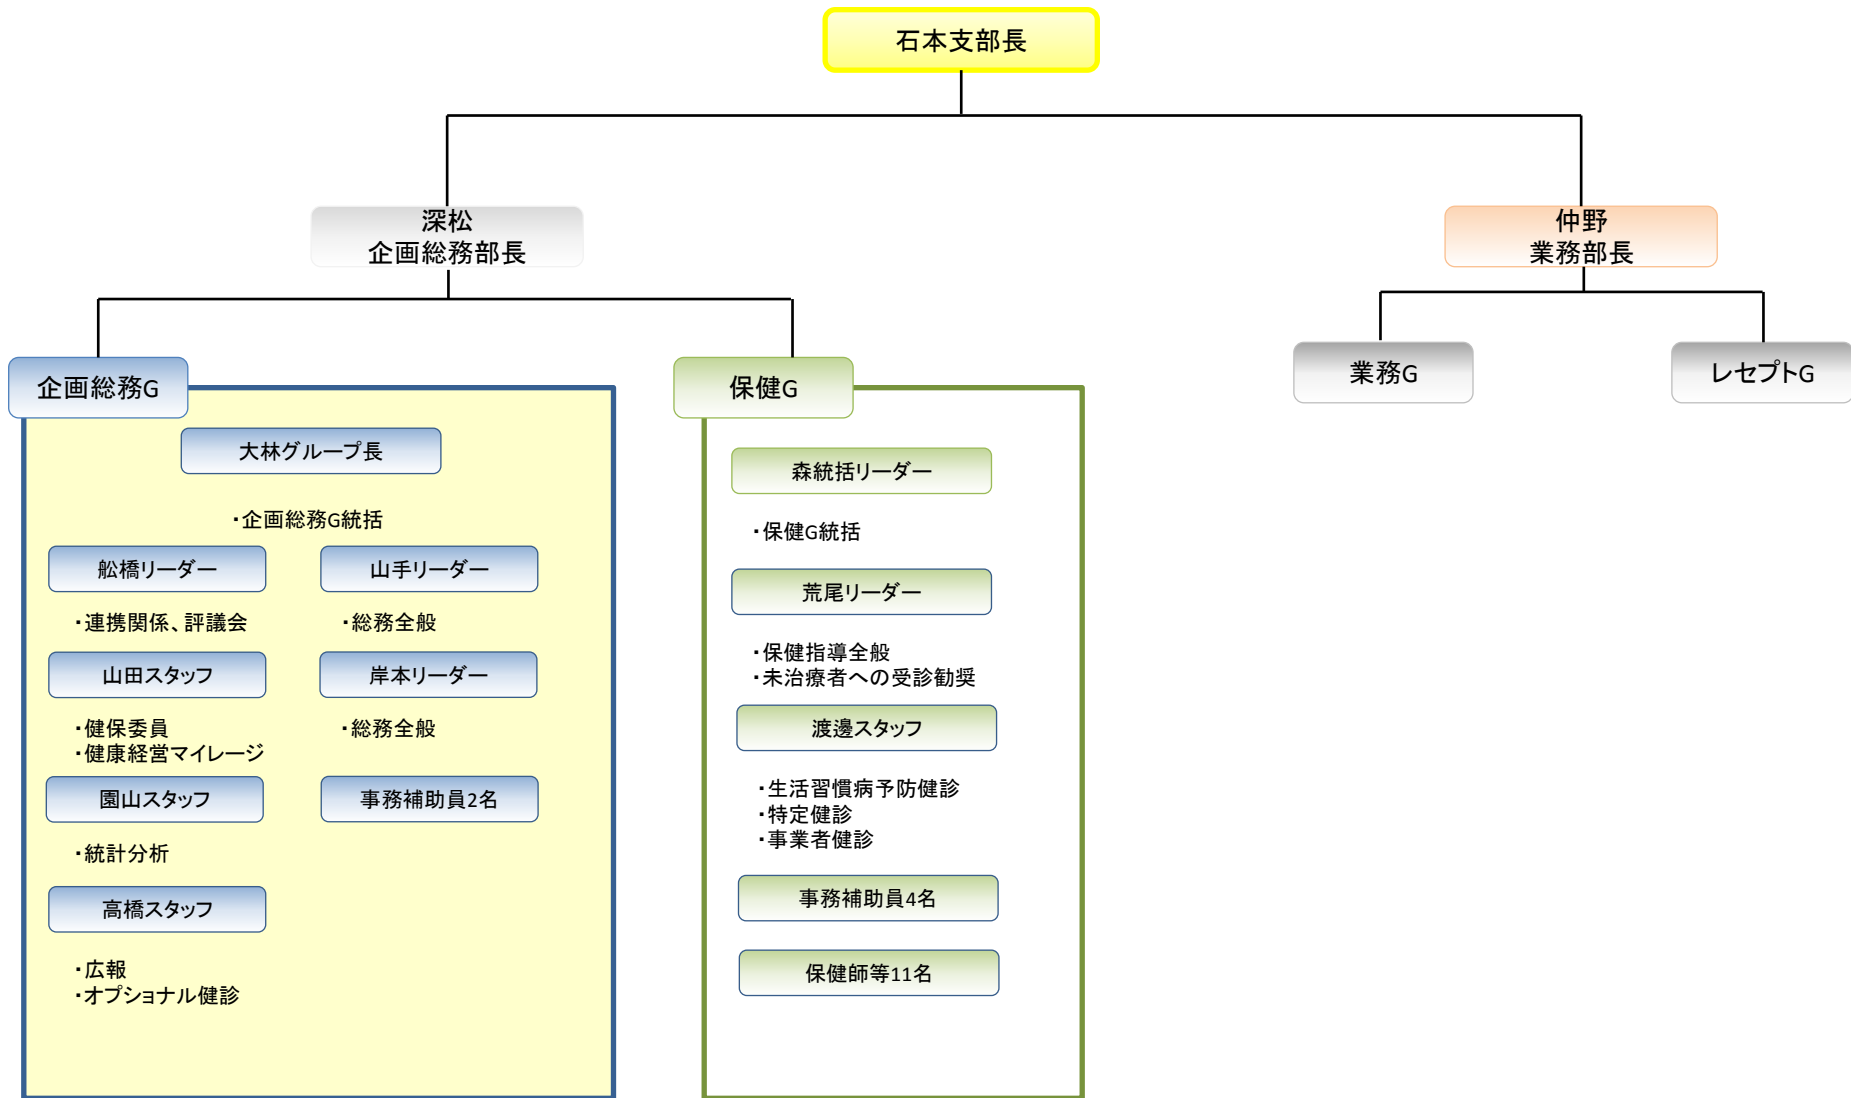 石本支部長
深松
企画総務部長
仲野
業務部長
企画総務G
保健G
業務G
レセプトG
大林グループ長
・企画総務G統括
舩橋リーダー
・連携関係、評議会
山田スタッフ
・健保委員
・健康経営マイレージ
園山スタッフ
・統計分析
高橋スタッフ
・広報
・オプショナル健診
山手リーダー
・総務全般
岸本リーダー
・総務全般
事務補助員2名
森統括リーダー
・保健G統括
荒尾リーダー
・保健指導全般
・未治療者への受診勧奨
渡邊スタッフ
・生活習慣病予防健診
・特定健診
・事業者健診
事務補助員4名
保健師等11名